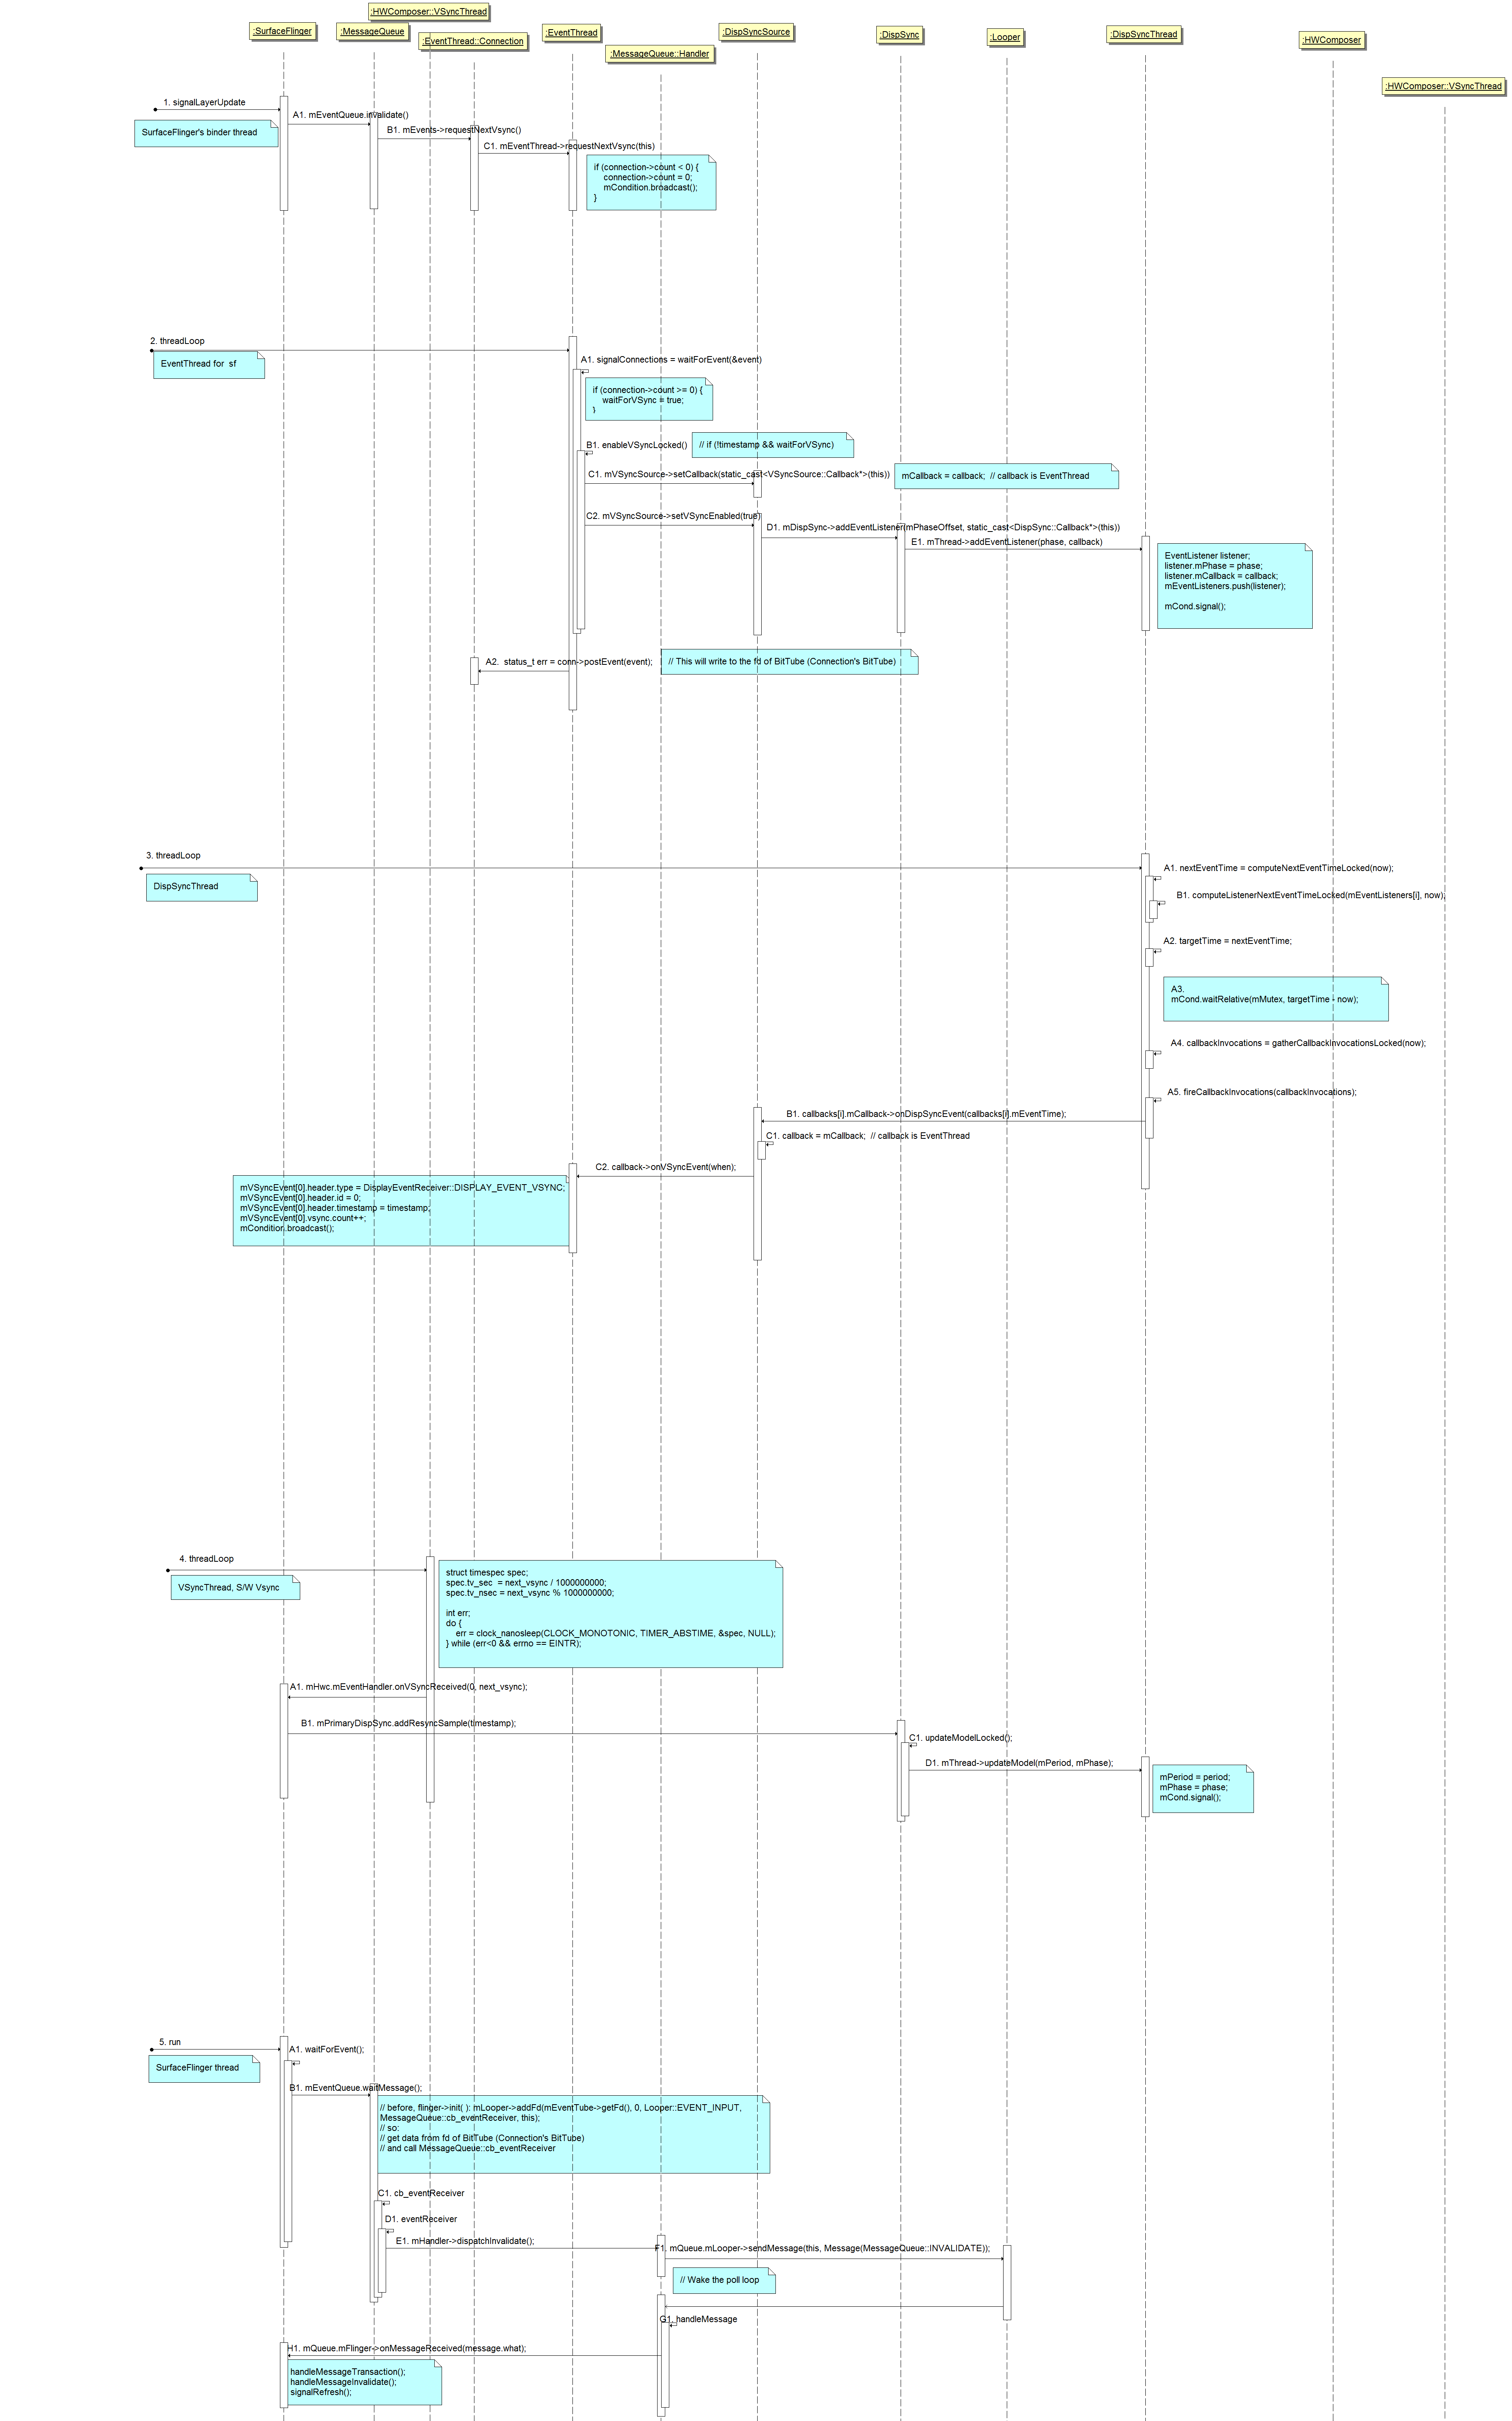 :HWComposer::VSyncThread
:SurfaceFlinger
:MessageQueue
:EventThread::Connection
:EventThread
:MessageQueue::Handler
:DispSyncSource
:DispSync
:Looper
:DispSyncThread
:HWComposer
:HWComposer::VSyncThread
1. signalLayerUpdate
SurfaceFlinger's binder thread
A1. mEventQueue.invalidate()
B1. mEvents->requestNextVsync()
C1. mEventThread->requestNextVsync(this)
if (connection->count < 0) {
connection->count = 0;
mCondition.broadcast();
}
2. threadLoop
EventThread for  sf
A1. signalConnections = waitForEvent(&event)
if (connection->count >= 0) {
waitForVSync = true;
}
B1. enableVSyncLocked()
// if (!timestamp && waitForVSync)
C1. mVSyncSource->setCallback(static_cast<VSyncSource::Callback*>(this))
mCallback = callback;  // callback is EventThread
C2. mVSyncSource->setVSyncEnabled(true)
D1. mDispSync->addEventListener(mPhaseOffset, static_cast<DispSync::Callback*>(this))
E1. mThread->addEventListener(phase, callback)
EventListener listener;
listener.mPhase = phase;
listener.mCallback = callback;
mEventListeners.push(listener);
mCond.signal();
A2.  status_t err = conn->postEvent(event);
// This will write to the fd of BitTube (Connection's BitTube)
3. threadLoop
DispSyncThread
A1. nextEventTime = computeNextEventTimeLocked(now);
B1. computeListenerNextEventTimeLocked(mEventListeners[i], now);
A2. targetTime = nextEventTime;
A3.
mCond.waitRelative(mMutex, targetTime - now);
A4. callbackInvocations = gatherCallbackInvocationsLocked(now);
A5. fireCallbackInvocations(callbackInvocations);
B1. callbacks[i].mCallback->onDispSyncEvent(callbacks[i].mEventTime);
C1. callback = mCallback;  // callback is EventThread
C2. callback->onVSyncEvent(when);
mVSyncEvent[0].header.type = DisplayEventReceiver::DISPLAY_EVENT_VSYNC;
mVSyncEvent[0].header.id = 0;
mVSyncEvent[0].header.timestamp = timestamp;
mVSyncEvent[0].vsync.count++;
mCondition.broadcast();
4. threadLoop
VSyncThread, S/W Vsync
struct timespec spec;
spec.tv_sec  = next_vsync / 1000000000;
spec.tv_nsec = next_vsync % 1000000000;
int err;
do {
err = clock_nanosleep(CLOCK_MONOTONIC, TIMER_ABSTIME, &spec, NULL);
} while (err<0 && errno == EINTR);
A1. mHwc.mEventHandler.onVSyncReceived(0, next_vsync);
B1. mPrimaryDispSync.addResyncSample(timestamp);
C1. updateModelLocked();
D1. mThread->updateModel(mPeriod, mPhase);
mPeriod = period;
mPhase = phase;
mCond.signal();
5. run
SurfaceFlinger thread
A1. waitForEvent();
B1. mEventQueue.waitMessage();
// before, flinger->init( ): mLooper->addFd(mEventTube->getFd(), 0, Looper::EVENT_INPUT,
MessageQueue::cb_eventReceiver, this);
// so:
// get data from fd of BitTube (Connection's BitTube)
// and call MessageQueue::cb_eventReceiver
C1. cb_eventReceiver
D1. eventReceiver
E1. mHandler->dispatchInvalidate();
F1. mQueue.mLooper->sendMessage(this, Message(MessageQueue::INVALIDATE));
// Wake the poll loop
G1. handleMessage
H1. mQueue.mFlinger->onMessageReceived(message.what);
handleMessageTransaction();
handleMessageInvalidate();
signalRefresh();